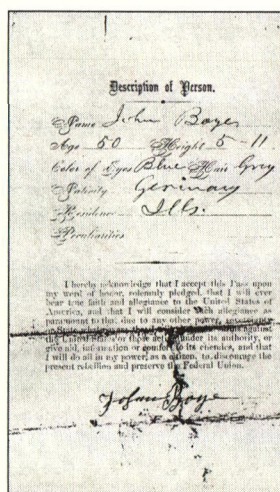 Description of Person.
Name John Boye
Age 50 Height 5-11
Color of Eyes Blue Hair Grey
Nativity Germany
Residence Ills.
Peculiarities
I hereby acknowledge that I accept this Pass upon
my word of honor, solemnly pledged, that I will ever
bear true faith and allegiance to the United States of
America, and that I will consider such allegiance as
paramount to that due to any other power,
State
the United States or those acting under its authority, or
give aid, information or comfort to its enemies, and that
I will do all in my power, as a citizen, to discourage the
present rebellion and preserve the Federal Union.
John Boye